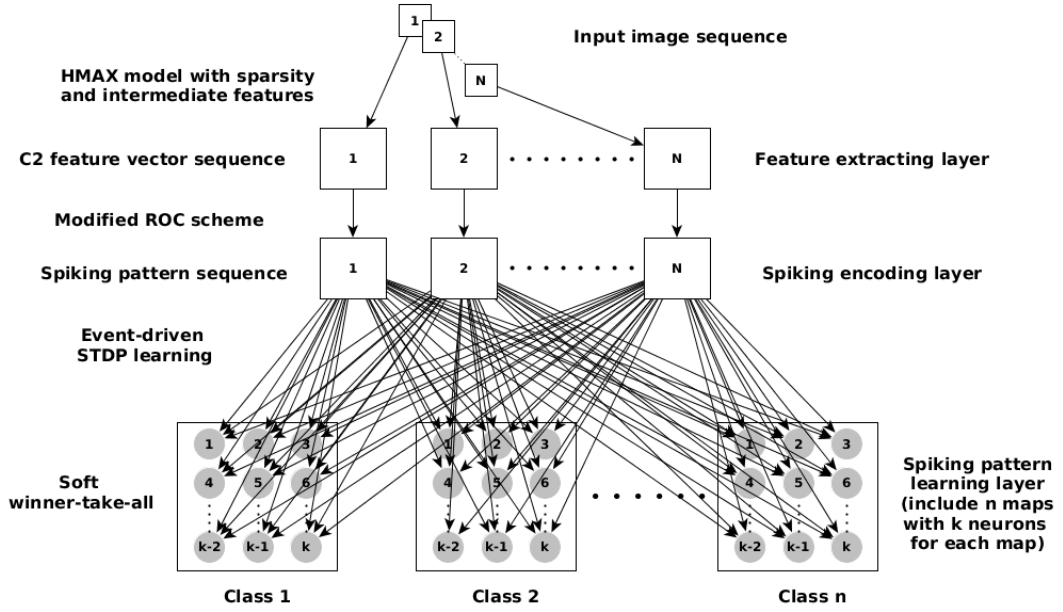 1
2
Input image sequence
N
HMAX model with sparsity
and intermediate features
C2 feature vector sequence
1
2
N
Feature extracting layer
Modified ROC scheme
Spiking pattern sequence
1
2
N
Spiking encoding layer
Event-driven
STDP learning
1 2 3
1 2 3
1 2 3
4 5 6
4 5 6
4 5 6
k-2 k-1 k
k-2 k-1 k
k-2 k-1 k
Soft
winner-take-all
Spiking pattern
learning layer
(include n maps
with k neurons
for each map)
Class 1
Class 2
Class n